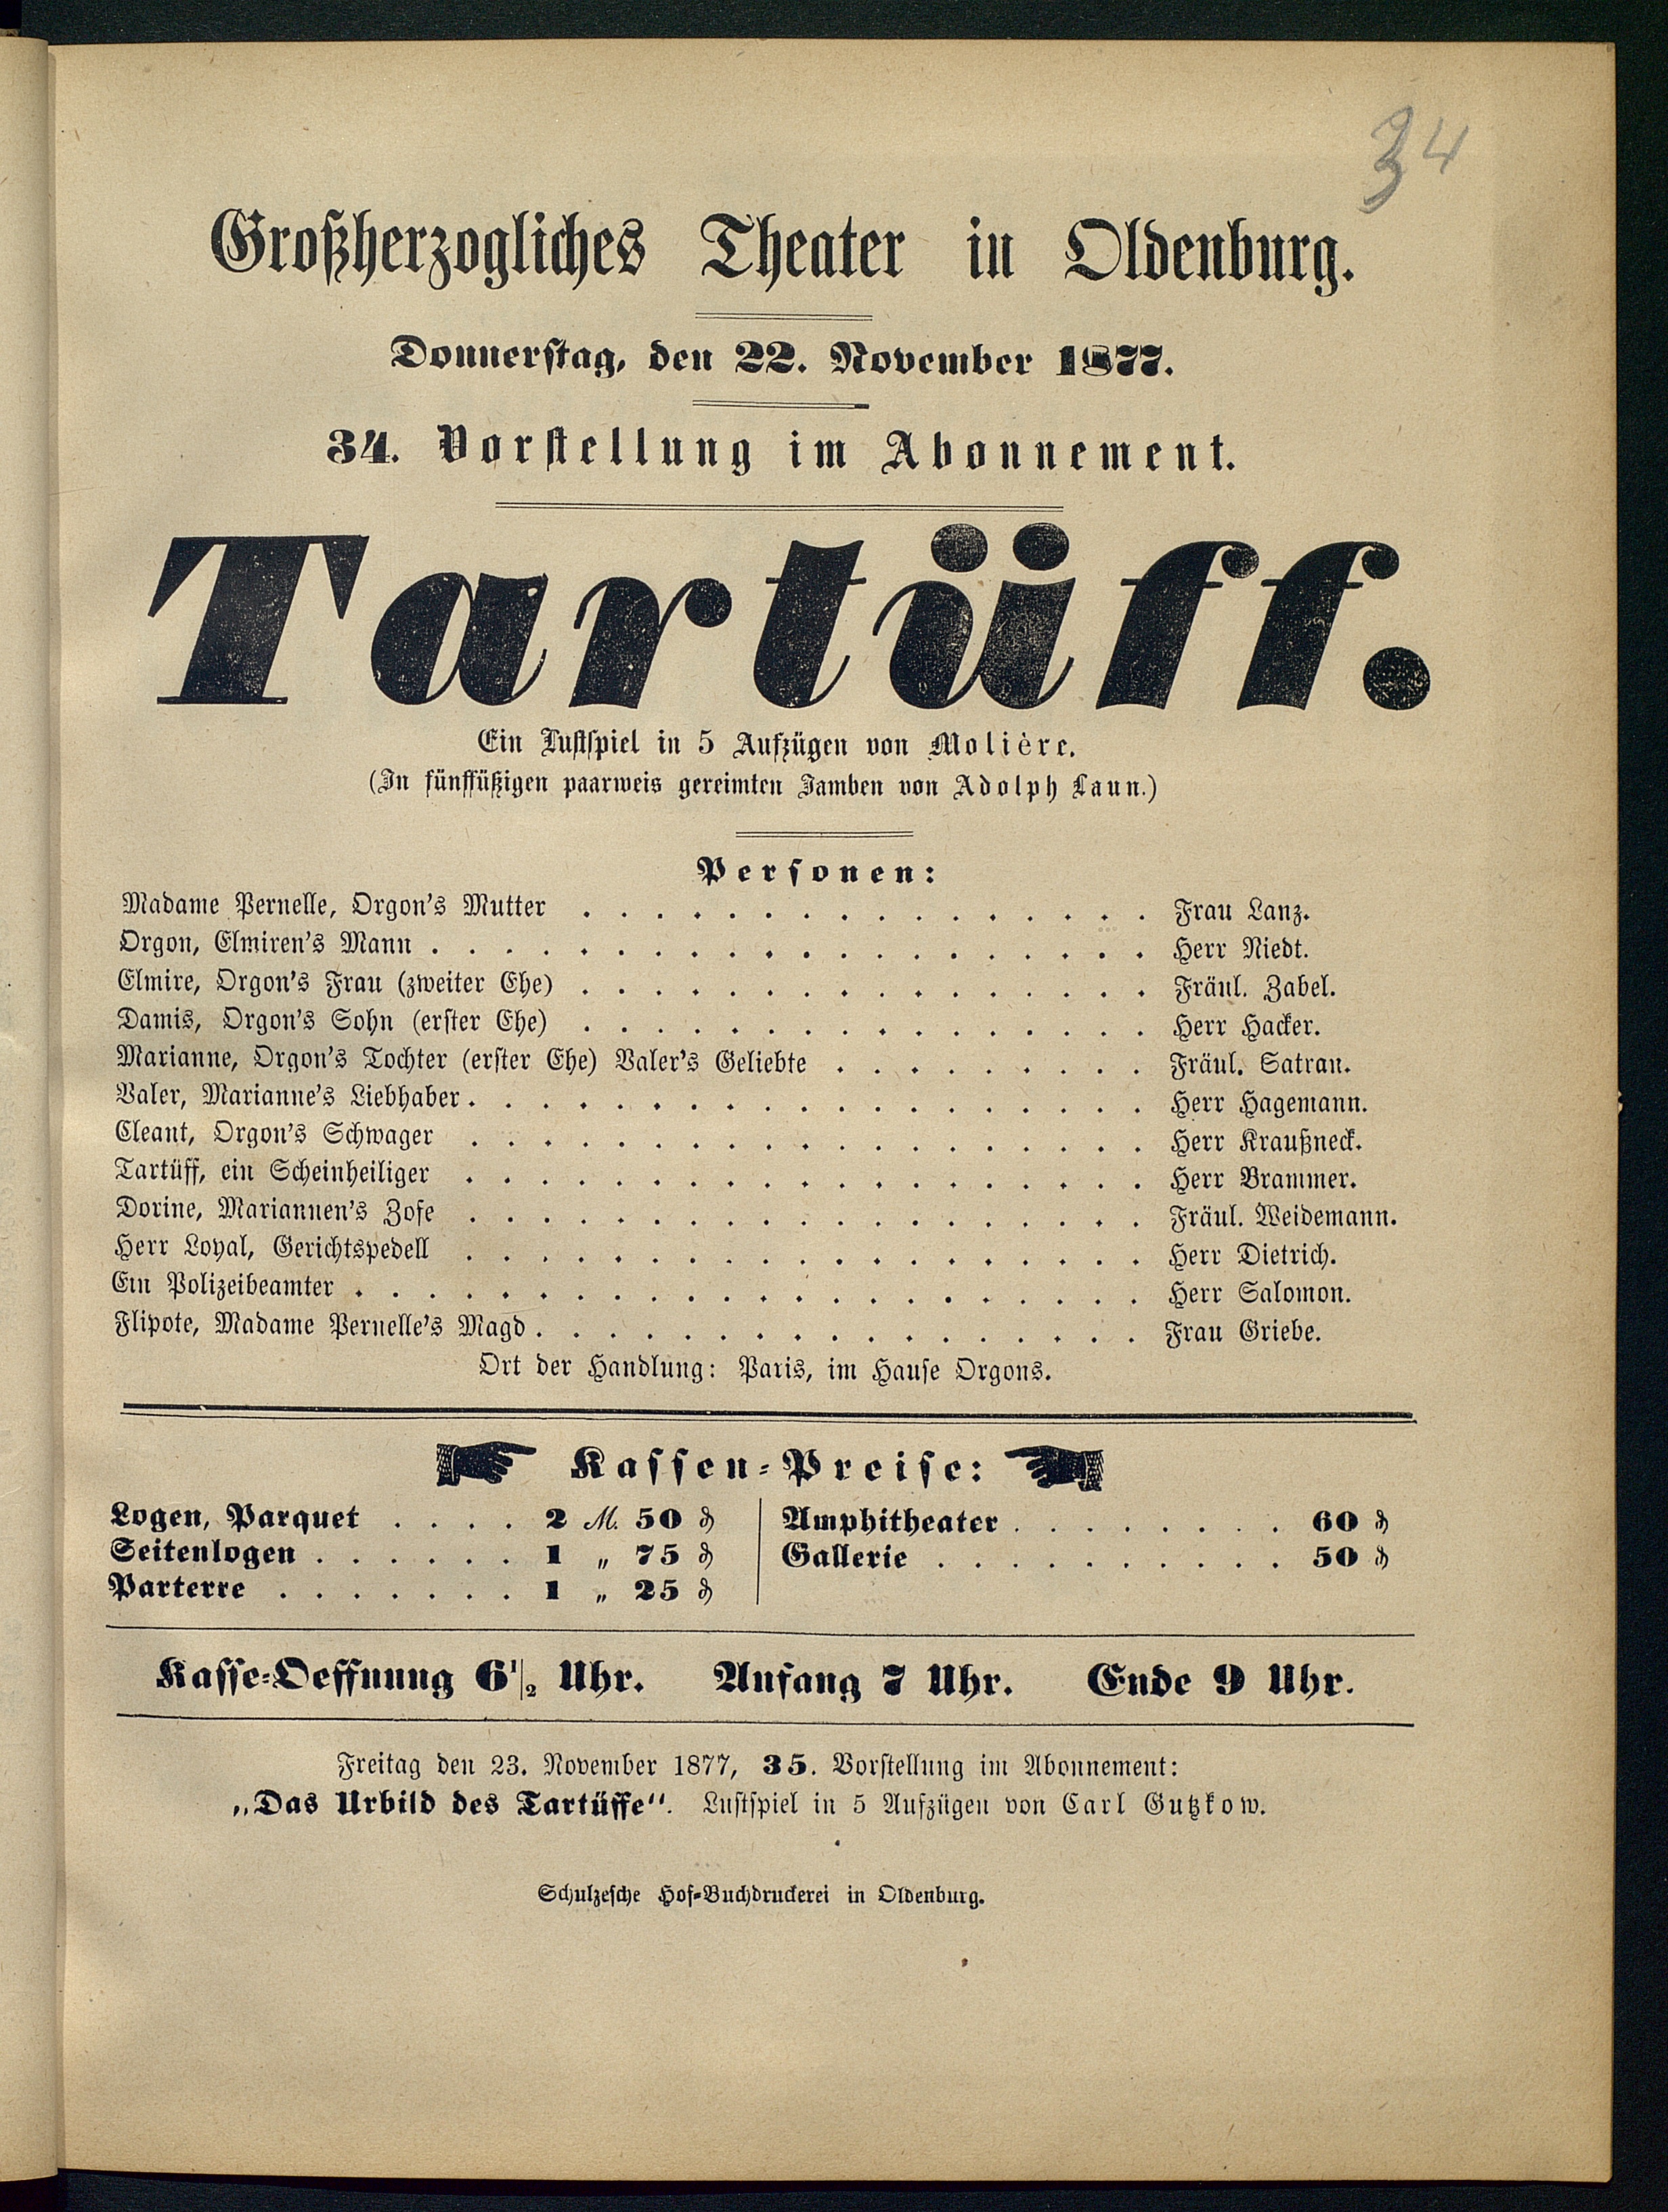 34
Großherzogliches Theater in Oldenburg.
Donnerstag, den 22. November 1877.
34. Vorstellung im Abonnement.
Tartüff.
Ein Lustspiel in 5 Aufzügen von Molière.
(In fünffüßigen paarweis gereimten Jamben von Adolph Laun.)
Personen:
Madame Pernelle, Orgon's Mutter . . . . . . . . . . . . . . . . Frau Lanz.
Orgon, Elmiren's Mann . . . . . . . . . . . . . . . . . . . . Herr Niedt.
Elmire, Orgon's Frau (zweiter Ehe) . . . . . . . . . . . . . . . . Fräul. Zabel.
Damis, Orgon's Sohn (erster Ehe) . . . . . . . . . . . . . . . . Herr Hacker.
Marianne, Orgon's Tochter (erster Ehe) Valer's Geliebte . . . . . . . . . Fräul. Satran.
Valer, Marianne's Liebhaber . . . . . . . . . . . . . . . . . . . Herr Hagemann.
Cleant, Orgon's Schwager . . . . . . . . . . . . . . . . . . . Herr Kraußneck.
Tartüff, ein Scheinheiliger . . . . . . . . . . . . . . . . . . . Herr Brammer.
Dorine, Mariannen's Zofe . . . . . . . . . . . . . . . . . . . Fräul. Weidemann.
Herr Loyal, Gerichtspedell . . . . . . . . . . . . . . . . . . . Herr Dietrich.
Ein Polizeibeamter . . . . . . . . . . . . . . . . . . . . . . Herr Salomon.
Flipote, Madame Pernelle's Magd . . . . . . . . . . . . . . . . . Frau Griebe.
Ort der Handlung: Paris, im Hause Orgons.
Kassen-Preise:
Logen, Parquet . . . . 2 M. 50 ₰
Seitenlogen . . . . . . 1 „ 75 ₰
Parterre . . . . . . . 1 „ 25 ₰
Amphitheater . . . . . . . . 60 ₰
Gallerie . . . . . . . . . . 50 ₰
Kasse-Oeffnung 6 1/2 Uhr. Anfang 7 Uhr. Ende 9 Uhr.
Freitag den 23. November 1877, 35. Vorstellung im Abonnement:
„Das Urbild des Tartüffe“. Lustspiel in 5 Aufzügen von Carl Gutzkow.
Schulzesche Hof-Buchdruckerei in Oldenburg.